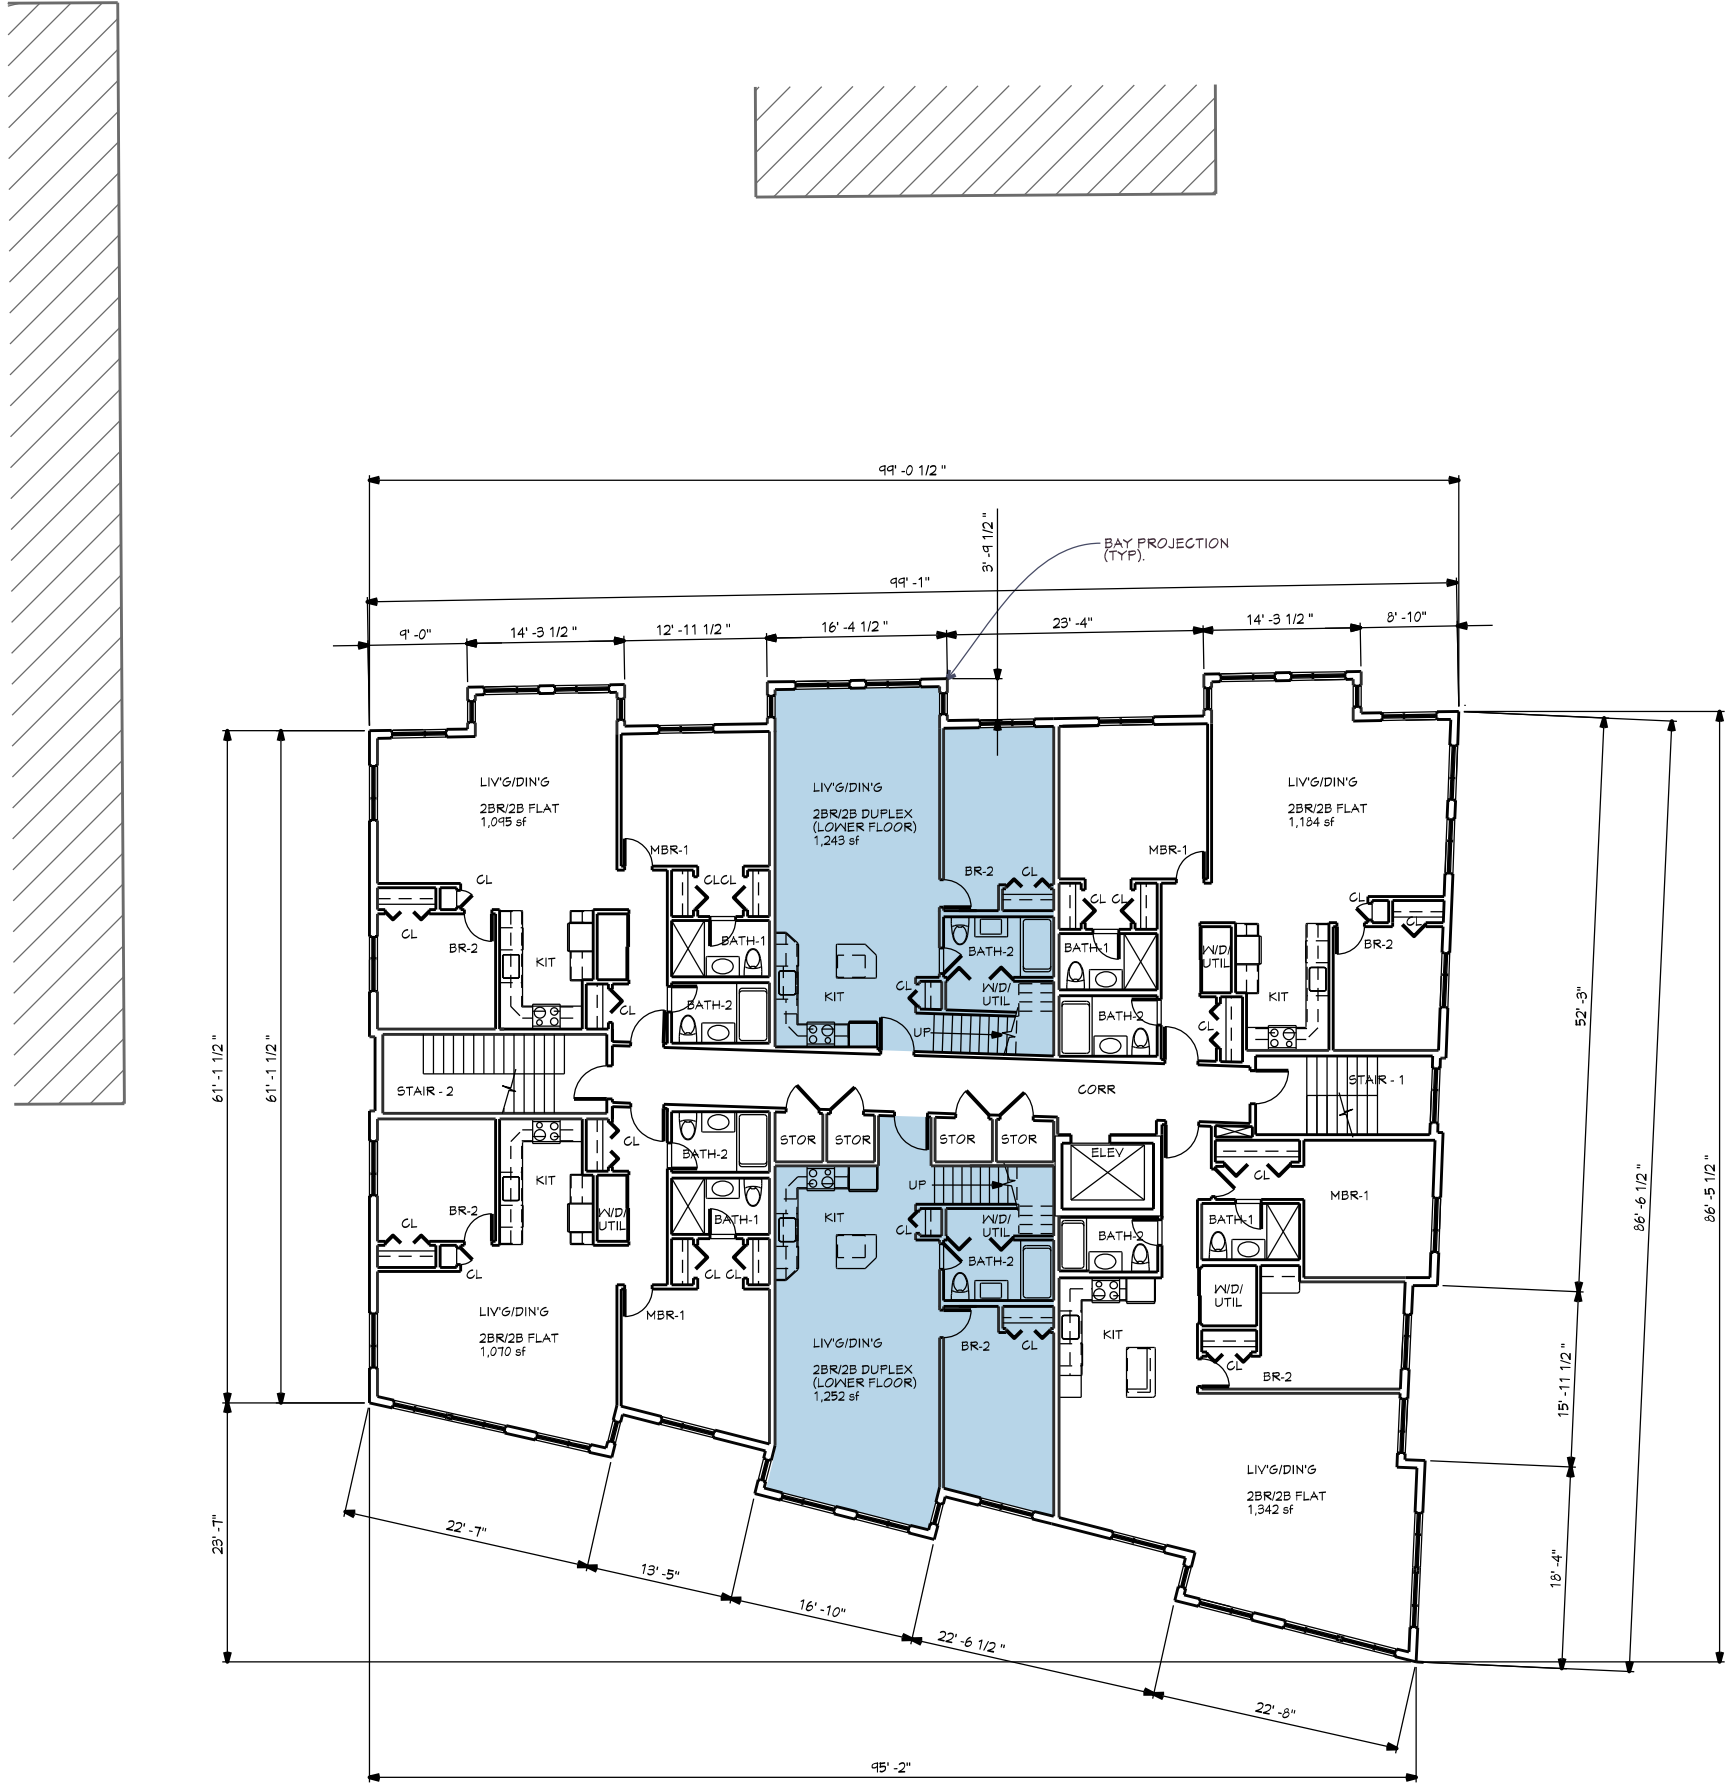 99'-0 1/2"
3'-9 1/2"
BAY PROJECTION
(TYP).
99'-1"
9'-0"
14'-3 1/2"
12'-11 1/2"
16'-4 1/2"
23'-4"
14'-3 1/2"
8'-10"
LIV'G/DIN'G
2BR/2B FLAT
1,095 sf
LIV'G/DIN'G
2BR/2B DUPLEX
(LOWER FLOOR)
1,243 sf
LIV'G/DIN'G
2BR/2B FLAT
1,184 sf
MBR-1
BR-2
CL
MBR-1
CL
CL
CL
CL
CL
CL
CL
CL
BR-2
BATH-1
BATH-2
BATH-1
W/D/
UTIL
BR-2
CL
KIT
KIT
CL
W/D/
UTIL
KIT
BATH-2
CL
BATH-2
CL
UP
61'-1 1/2"
61'-1 1/2"
52'-3"
STAIR - 2
CORR
STAIR - 1
STOR
STOR
STOR
STOR
ELEV
CL
BATH-2
KIT
UP
CL
MBR-1
86'-6 1/2"
86'-5 1/2"
BR-2
CL
W/D/
UTIL
BATH-1
KIT
CL
W/D/
UTIL
BATH-1
BATH-2
BATH-2
CL
CL
CL
LIV'G/DIN'G
2BR/2B FLAT
1,070 sf
MBR-1
W/D/
UTIL
LIV'G/DIN'G
2BR/2B DUPLEX
(LOWER FLOOR)
1,252 sf
BR-2
CL
KIT
CL
BR-2
15'-11 1/2"
LIV'G/DIN'G
2BR/2B FLAT
1,342 sf
23'-7"
22'-7"
13'-5"
16'-10"
22'-6 1/2"
22'-8"
18'-4"
95'-2"